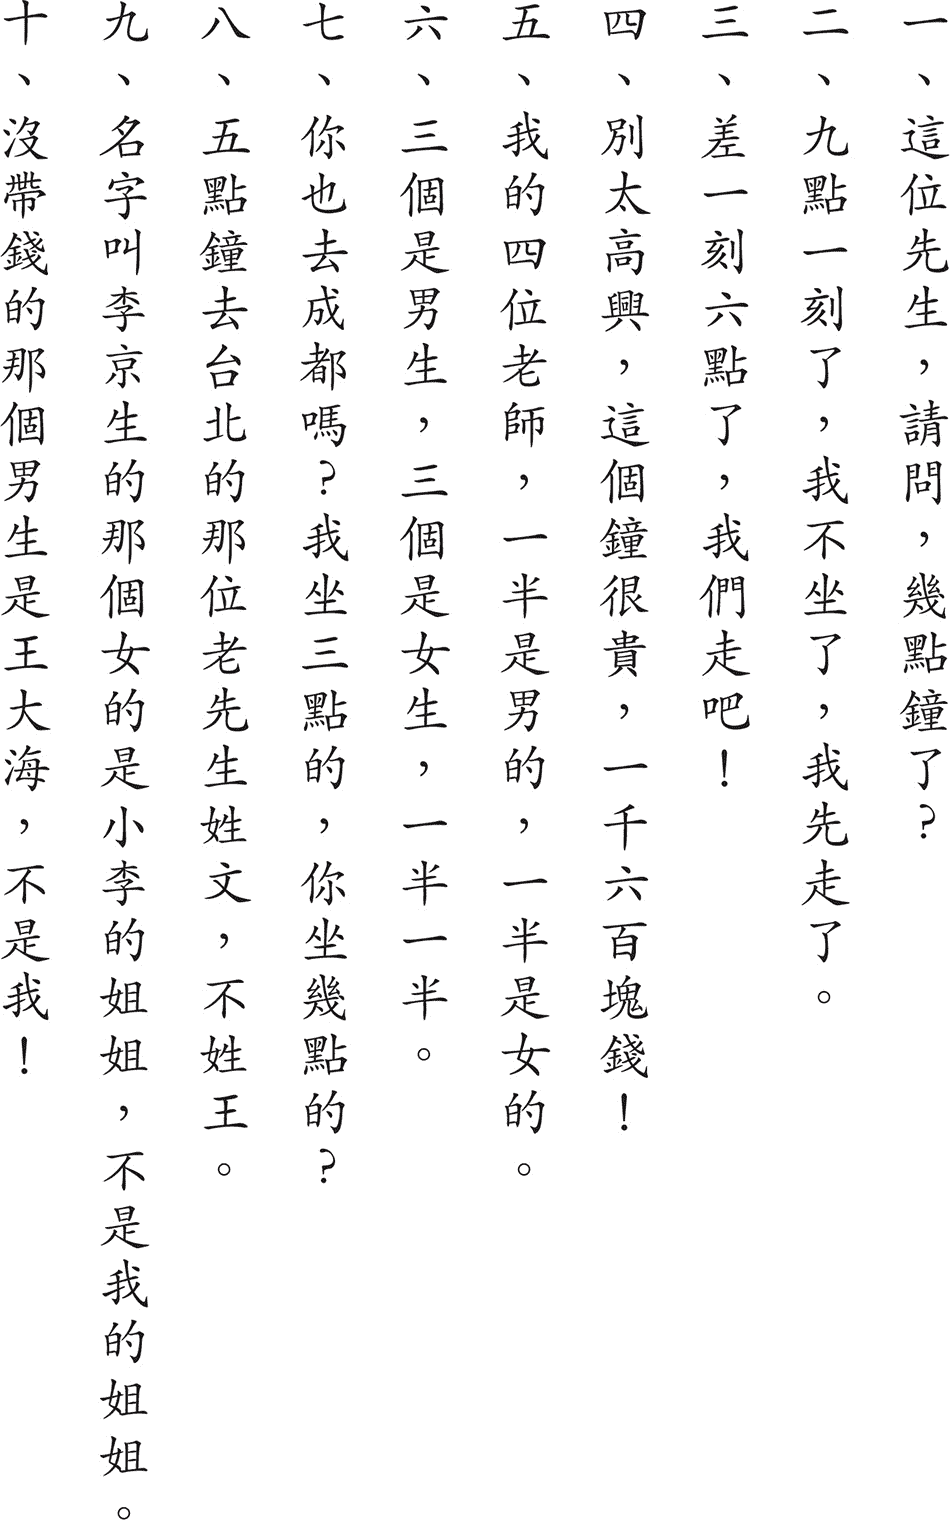 一、這位先生，請問，幾點鐘了？
二、九點一刻了，我不坐了，我先走了。
三、差一刻六點了，我們走吧！
四、別太高興，這個鐘很貴，一千六百塊錢！
五、我的四位老師，一半是男的，一半是女的。
六、三個是男生，三個是女生，一半一半。
七、你也去成都嗎？我坐三點的，你坐幾點的？
八、五點鐘去台北的那位老先生姓文，不姓王。
九、名字叫李京生的那個女的是小李的姐姐，不是我的姐姐。
十、沒帶錢的那個男生是王大海，不是我！